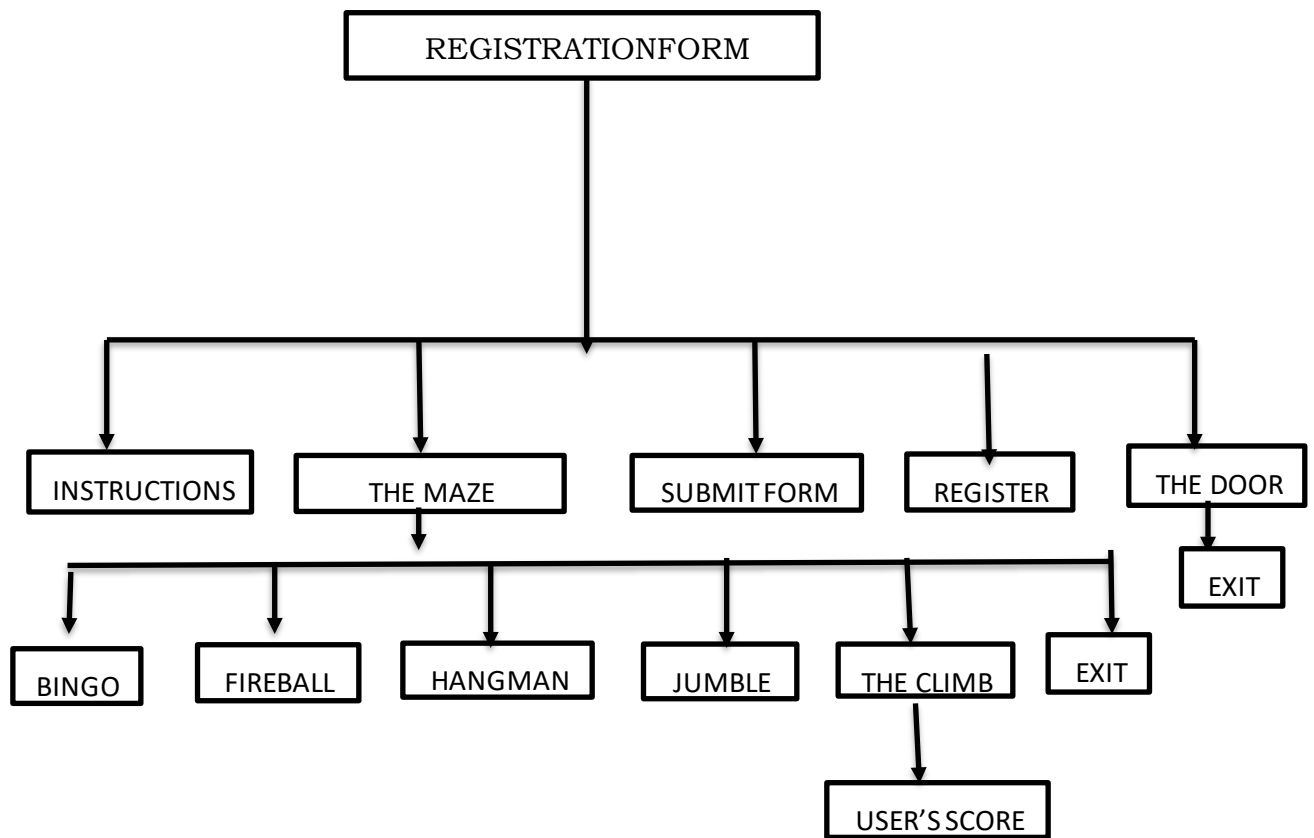 REGISTRATIONFORM
INSTRUCTIONS
THE MAZE
SUBMIT FORM
REGISTER
THE DOOR
EXIT
BINGO
FIREBALL
HANGMAN
JUMBLE
THE CLIMB
EXIT
USER’S SCORE